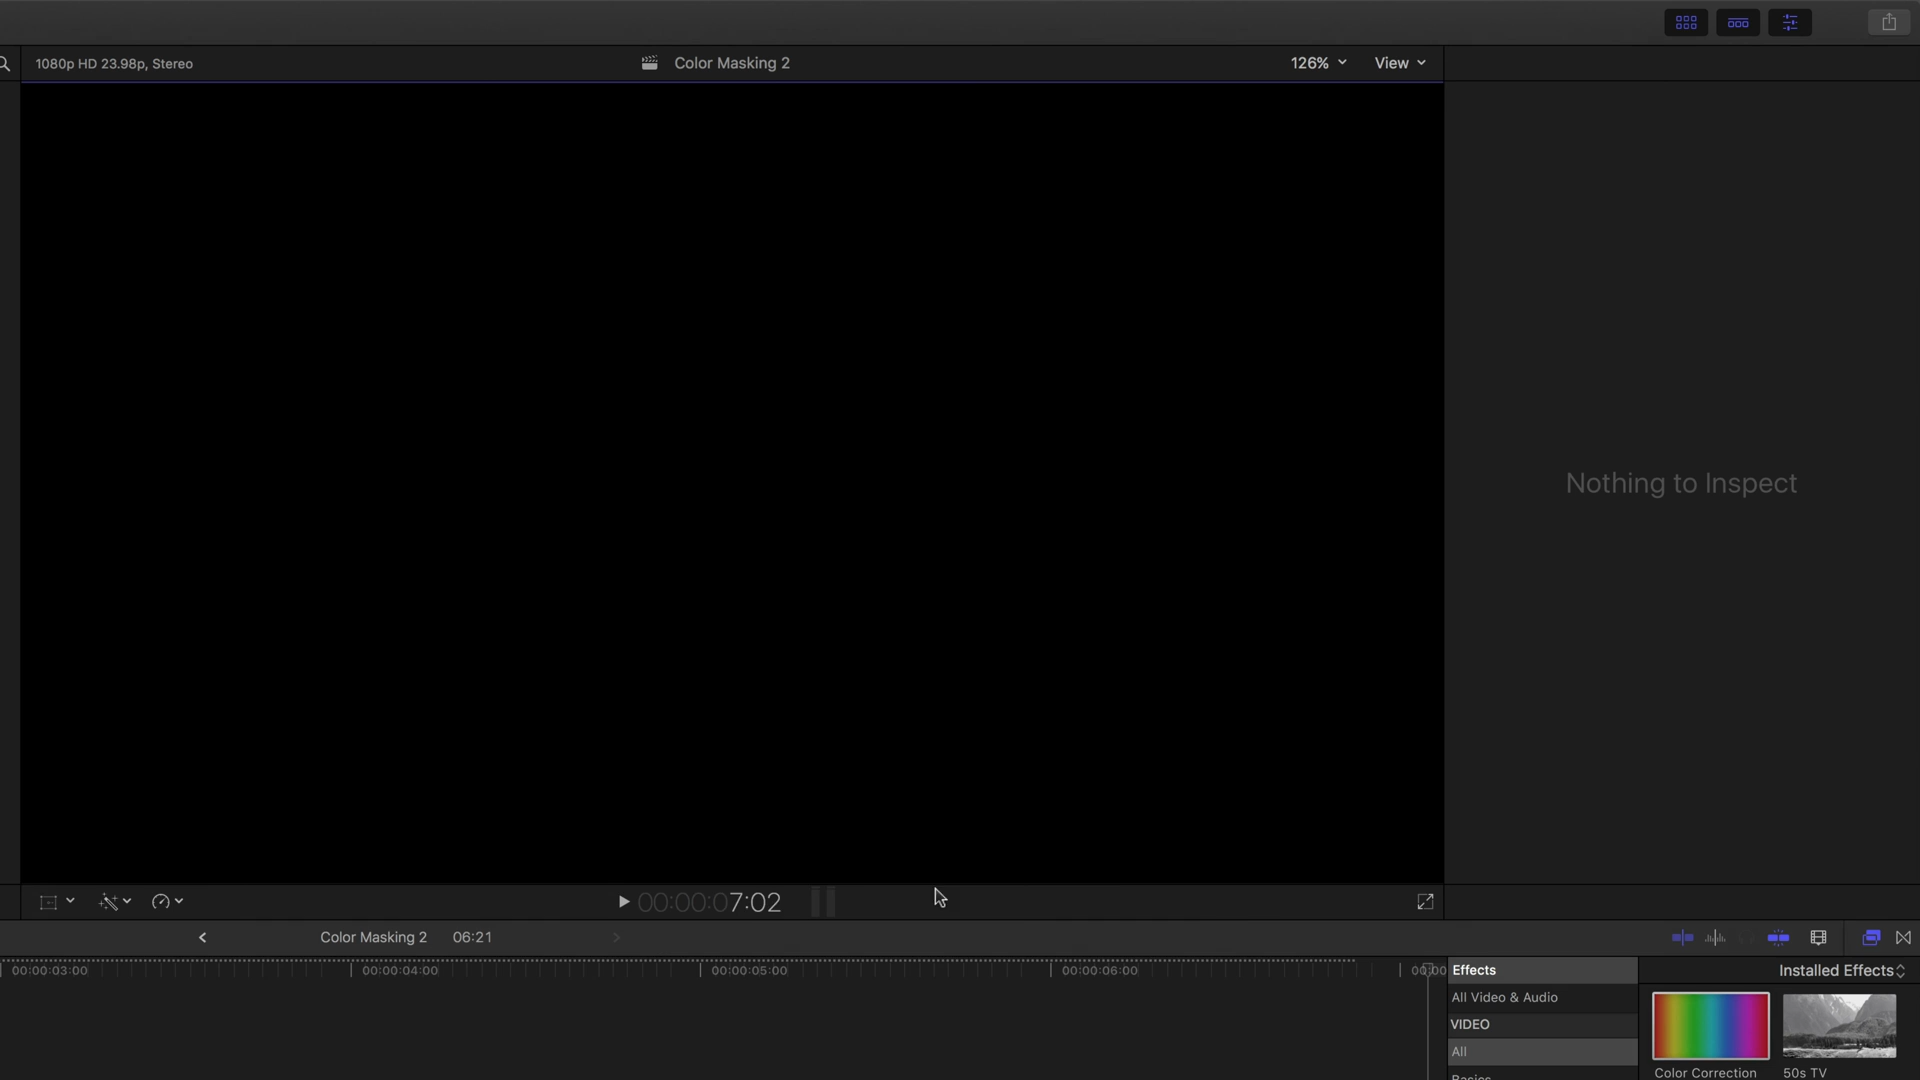 1080p HD 23.98p, Stereo
Color Masking 2
126%
View
Nothing to Inspect
00:00:07:02
Color Masking 2
06:21
00:00:03:00
00:00:04:00
00:00:05:00
00:00:06:00
Effects
Installed Effects
All Video & Audio
VIDEO
All
Basics
Color Correction
50s TV